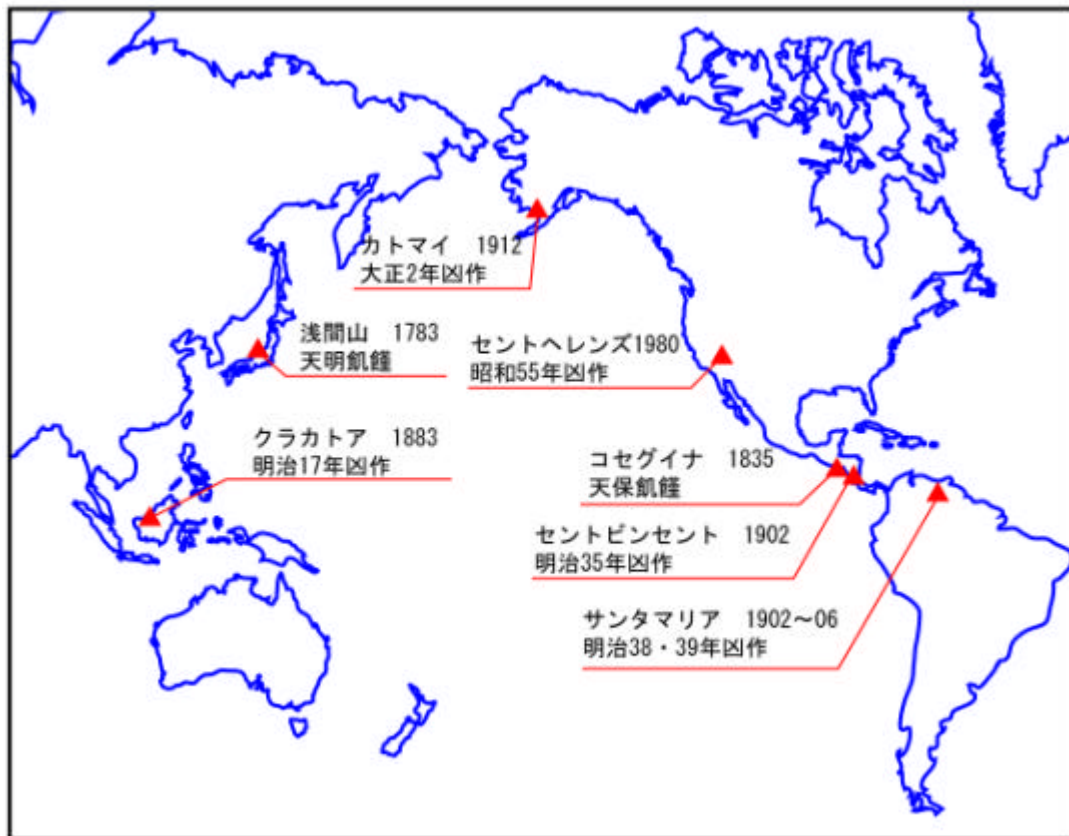 カトマイ　1912
大正2年凶作
浅間山　1783
天明飢饉
セントヘレンズ1980
昭和55年凶作
クラカトア　1883
明治17年凶作
コセグイナ　1835
天保飢饉
セントビンセント　1902
明治35年凶作
サンタマリア　1902～06
明治38・39年凶作